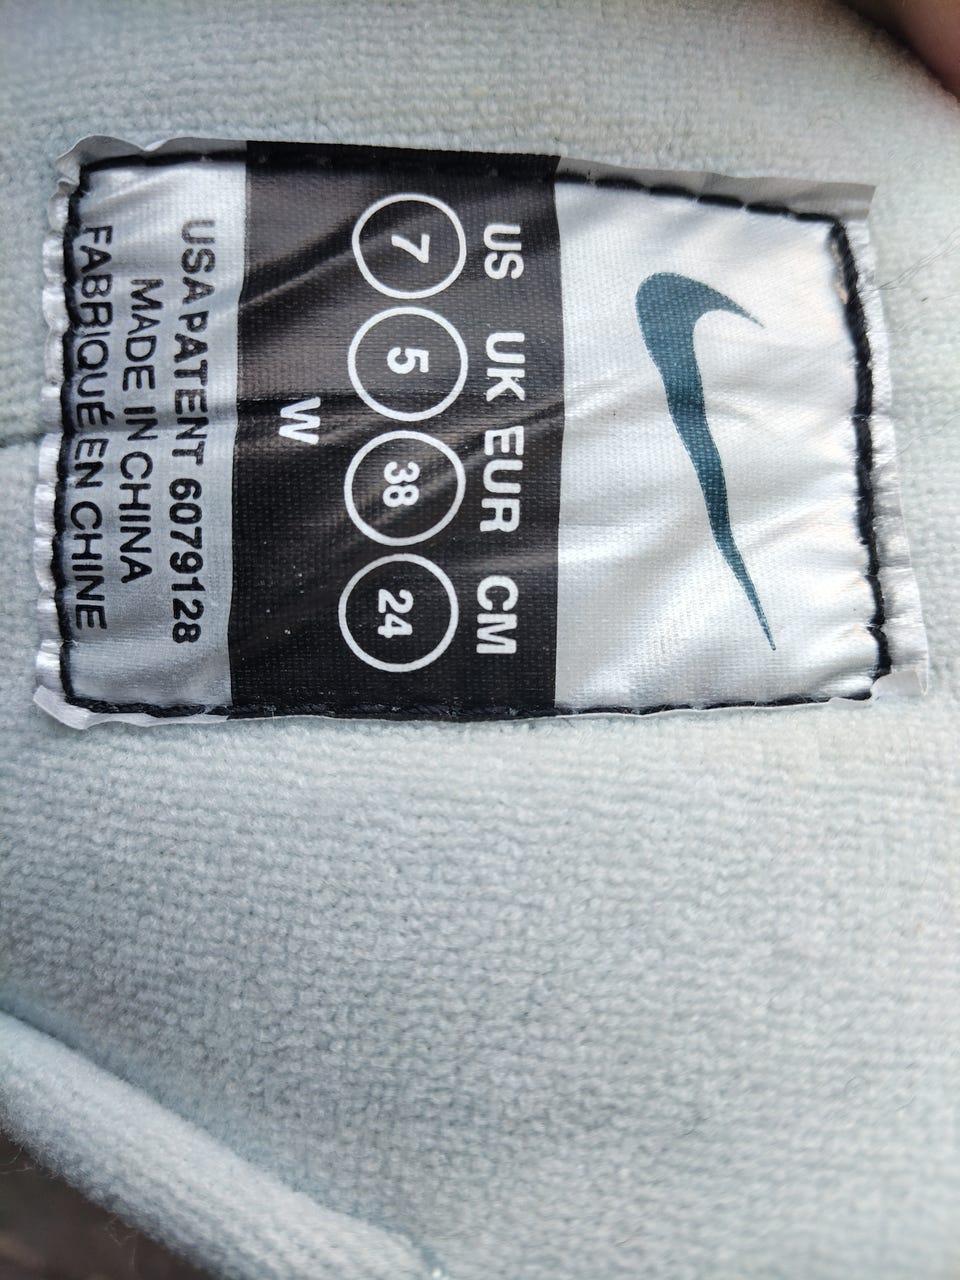 US UK EUR CM
7 5 38 24
W
USA PATENT 6079128
MADE IN CHINA
FABRIQUÉ EN CHINE